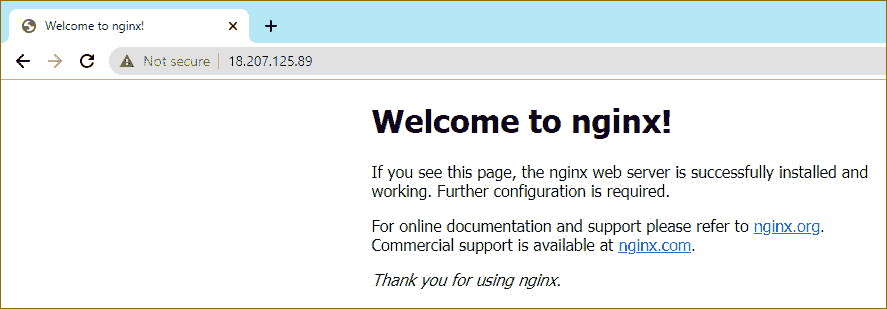 Welcome to nginx!
Not secure 18.207.125.89
Welcome to nginx!
If you see this page, the nginx web server is successfully installed and
working. Further configuration is required.
For online documentation and support please refer to nginx.org.
Commercial support is available at nginx.com.
Thank you for using nginx.